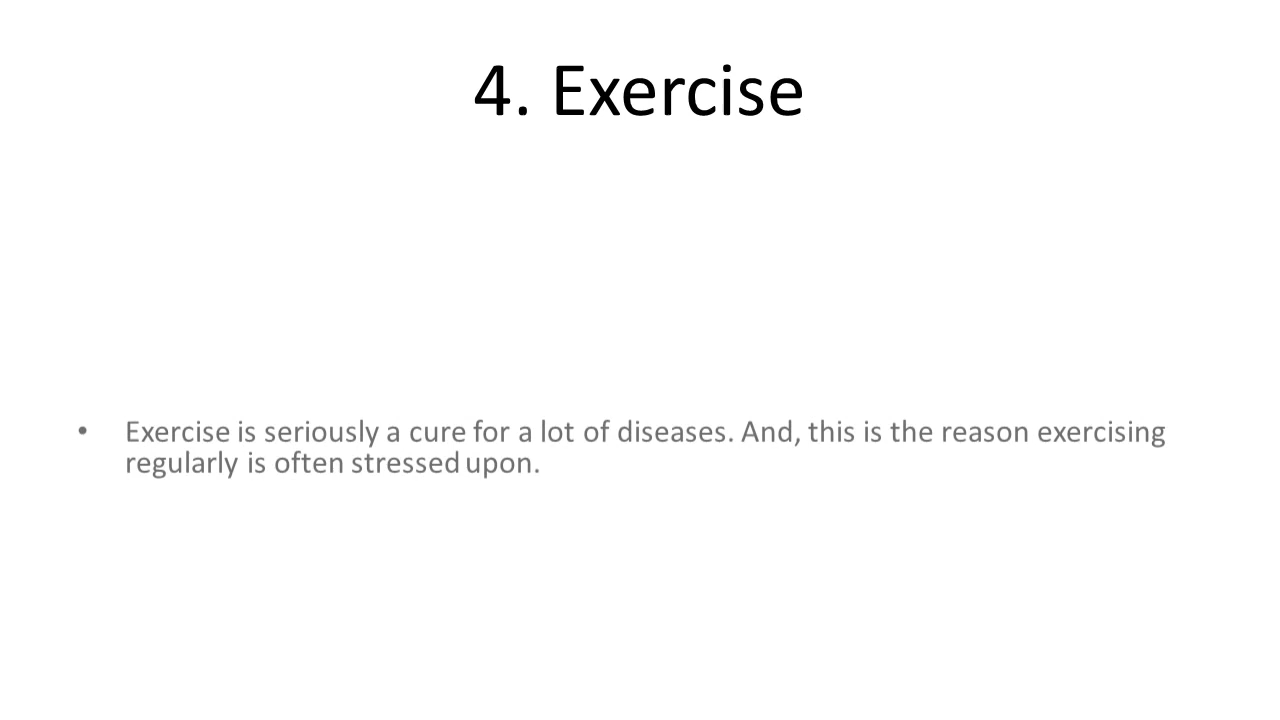 4. Exercise
• Exercise is seriously a cure for a lot of diseases. And, this is the reason exercising
regularly is often stressed upon.